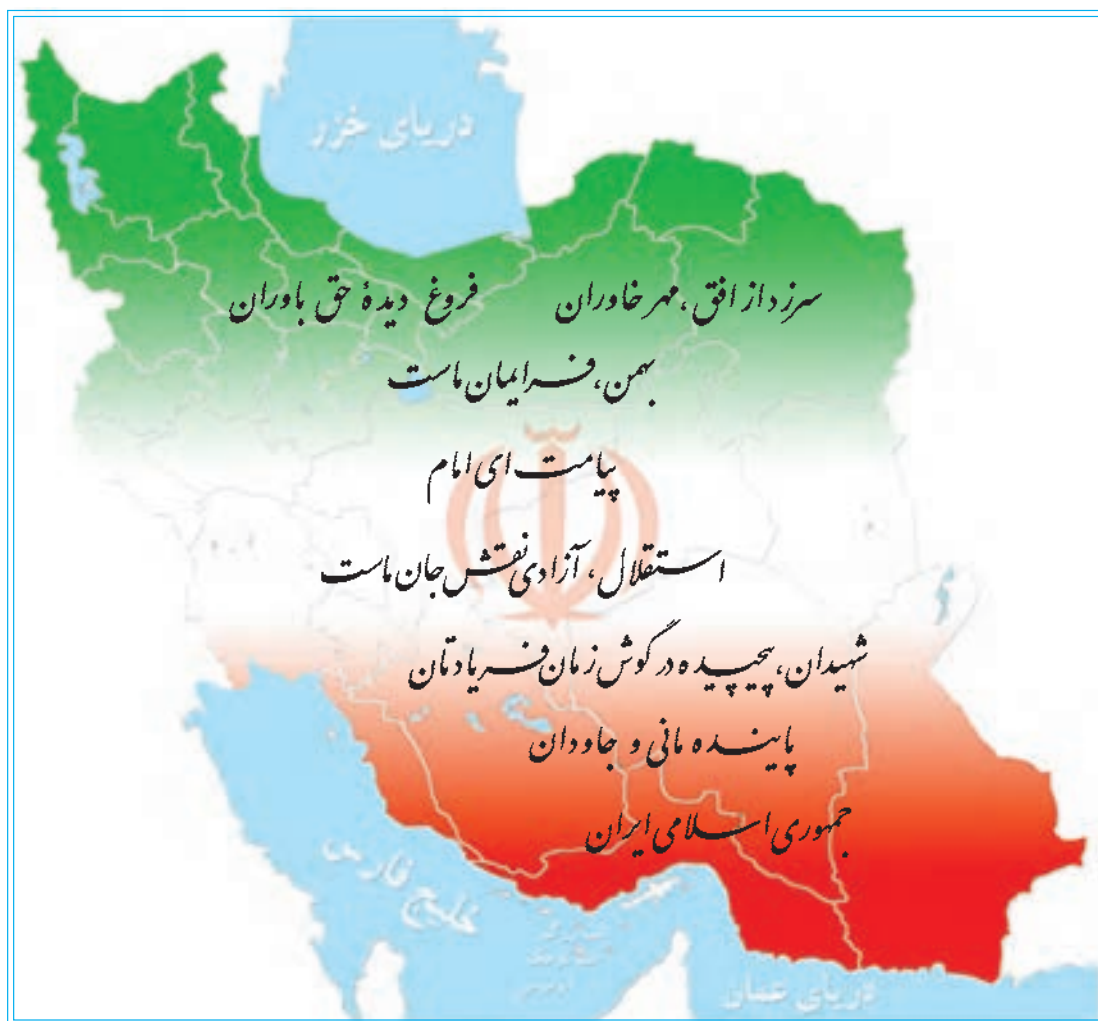 دریای خزر
سرزد از افق، مهر خاوران فروغ دیدهٔ حق باوران
بهمن، فر ایمان ماست
پیامت ای امام
استقلال، آزادی نقش جان ماست
شهیدان، پیچیده در گوش زمان فریادتان
پاینده مانی و جاودان
جمهوری اسلامی ایران
خلیج فارس
دریای عمان